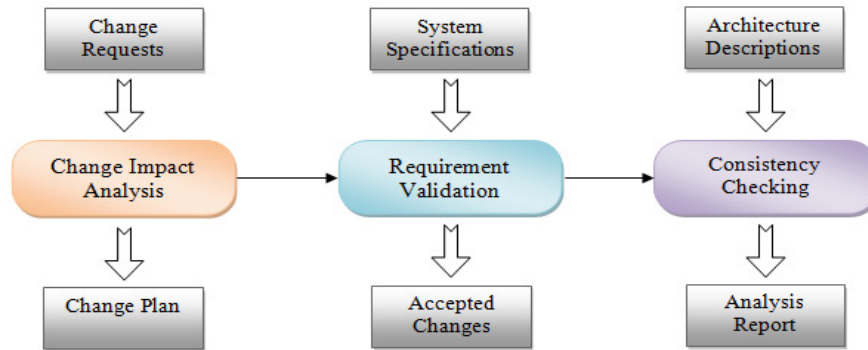 Change
Requests
System
Specifications
Architecture
Descriptions
Change Impact
Analysis
Requirement
Validation
Consistency
Checking
Change Plan
Accepted
Changes
Analysis
Report